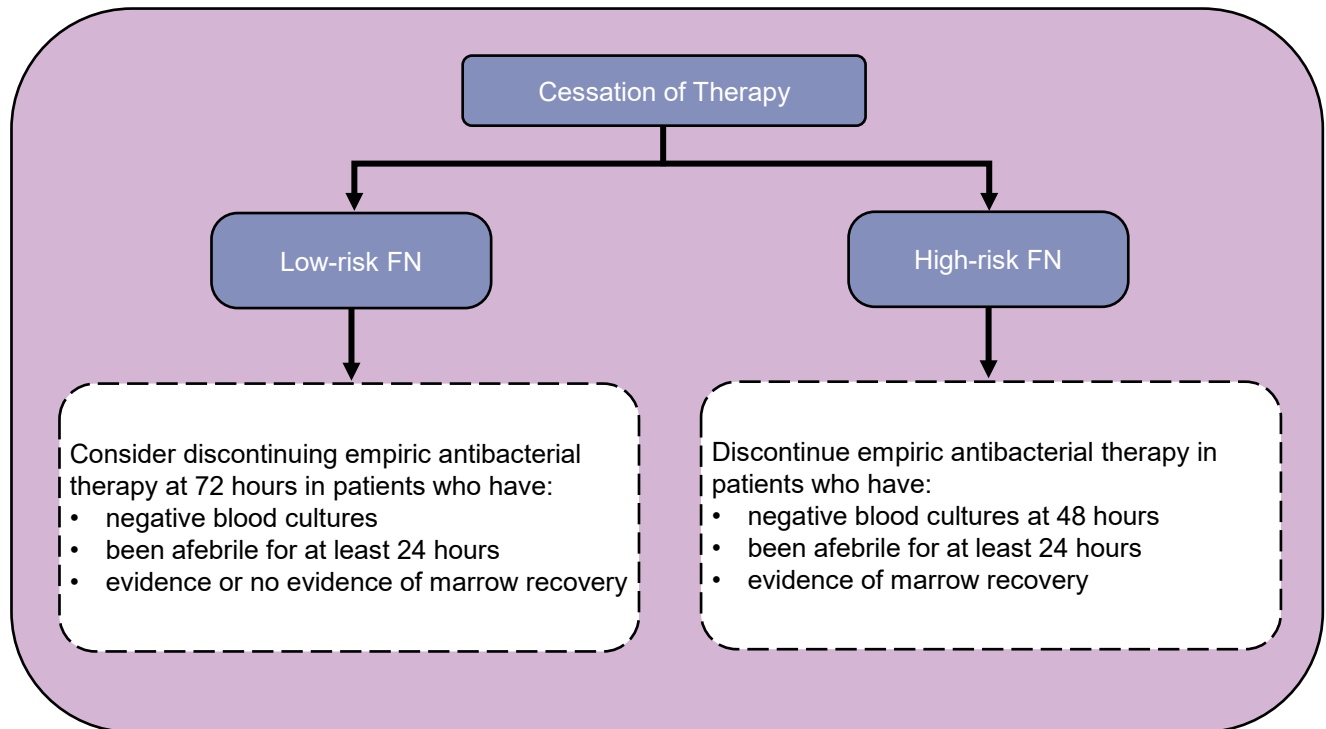 Cessation of Therapy
Low-risk FN
High-risk FN
Consider discontinuing empiric antibacterial
therapy at 72 hours in patients who have:
• negative blood cultures
• been afebrile for at least 24 hours
• evidence or no evidence of marrow recovery
Discontinue empiric antibacterial therapy in
patients who have:
• negative blood cultures at 48 hours
• been afebrile for at least 24 hours
• evidence of marrow recovery